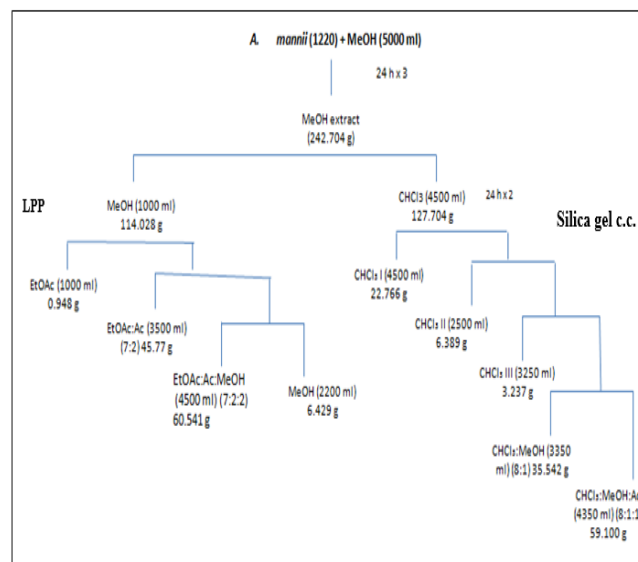 A. mannii (1220) + MeOH (5000 ml)
24 h x 3
MeOH extract
(242.704 g)
LPP
MeOH (1000 ml)
114.028 g
CHCl3 (4500 ml)
127.704 g
24 h x 2
Silica gel c.c.
EtOAc (1000 ml)
0.948 g
EtOAc:Ac (3500 ml)
(7:2) 45.77 g
EtOAc:Ac:MeOH
(4500 ml) (7:2:2)
60.541 g
MeOH (2200 ml)
6.429 g
CHCl₃ I (4500 ml)
22.766 g
CHCl₃ II (2500 ml)
6.389 g
CHCl₃ III (3250 ml)
3.237 g
CHCl₃:MeOH (3350
ml) (8:1) 35.542 g
CHCl₃:MeOH:Ac
(4350 ml) (8:1:1
59.100 g